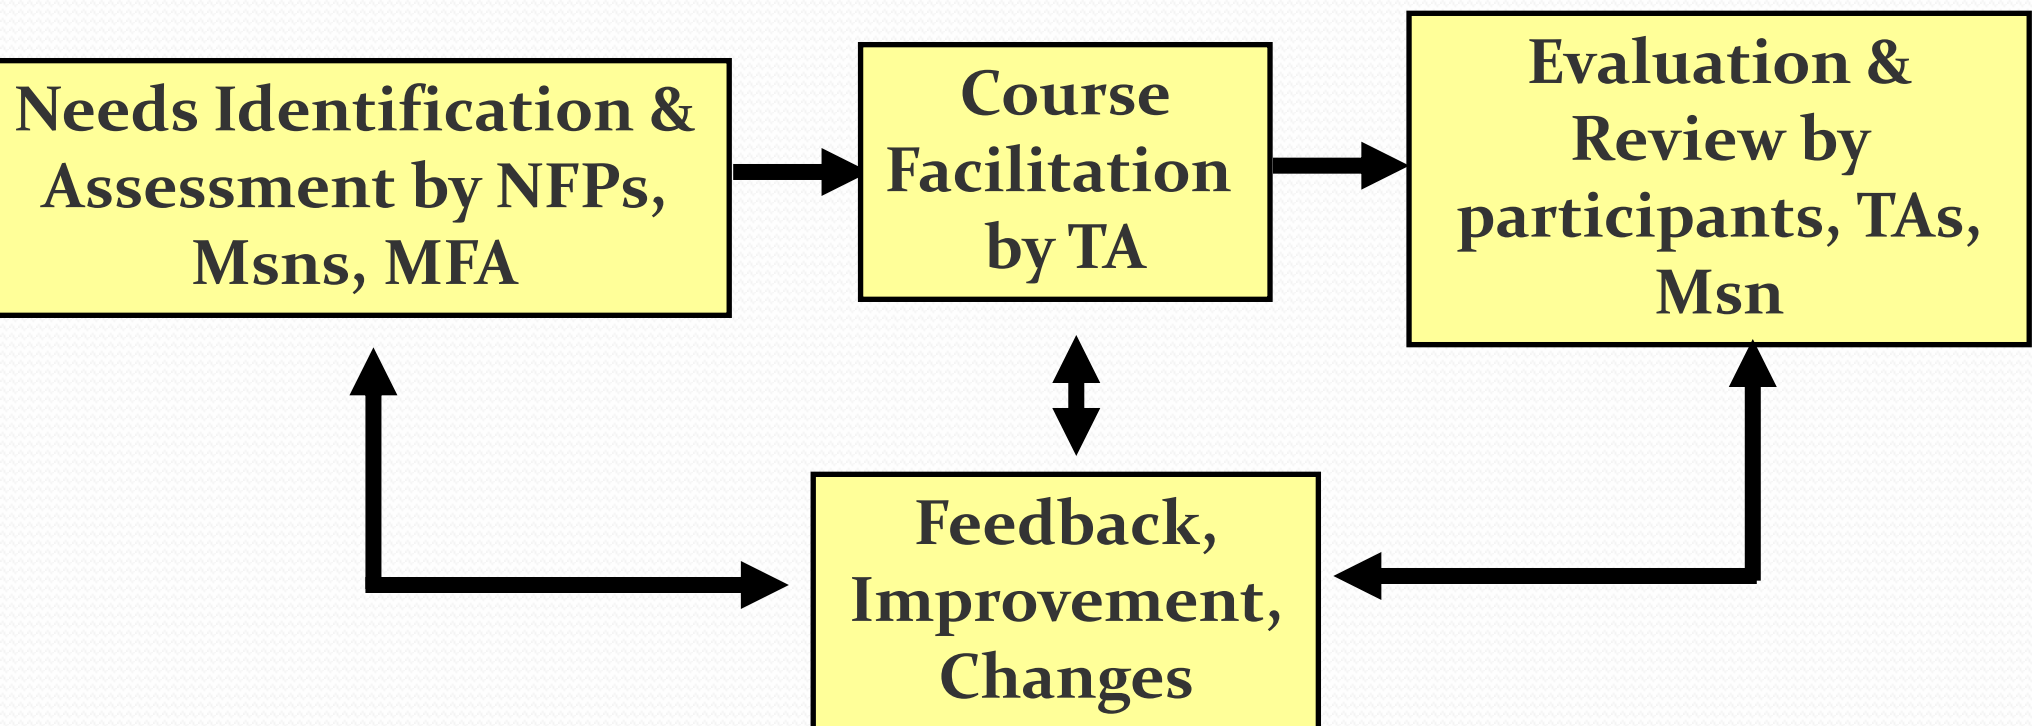 Needs Identification &
Assessment by NFPs,
Msns, MFA
Course
Facilitation
by TA
Evaluation &
Review by
participants, TAs,
Msn
Feedback,
Improvement,
Changes